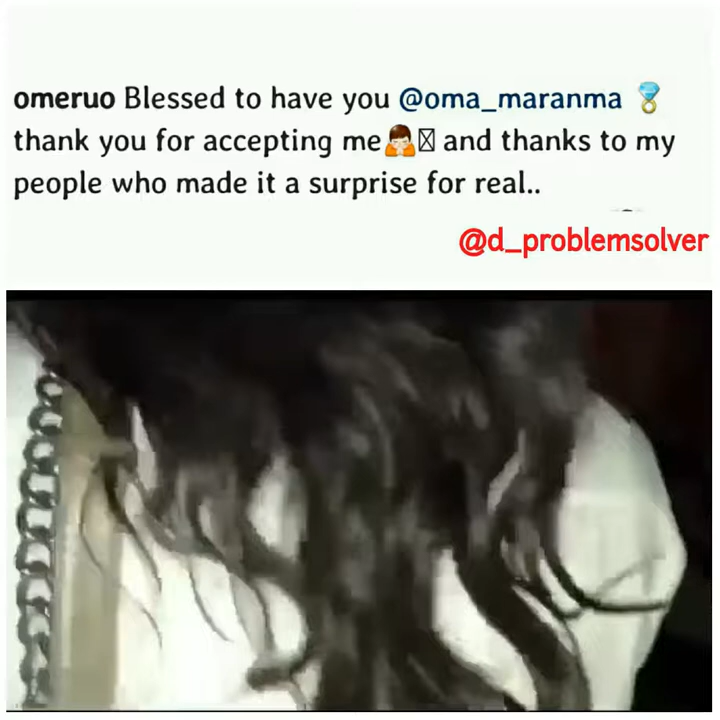 omeruo Blessed to have you @oma_maranma 💍
thank you for accepting me🙇 and thanks to my
people who made it a surprise for real..
@d_problemsolver